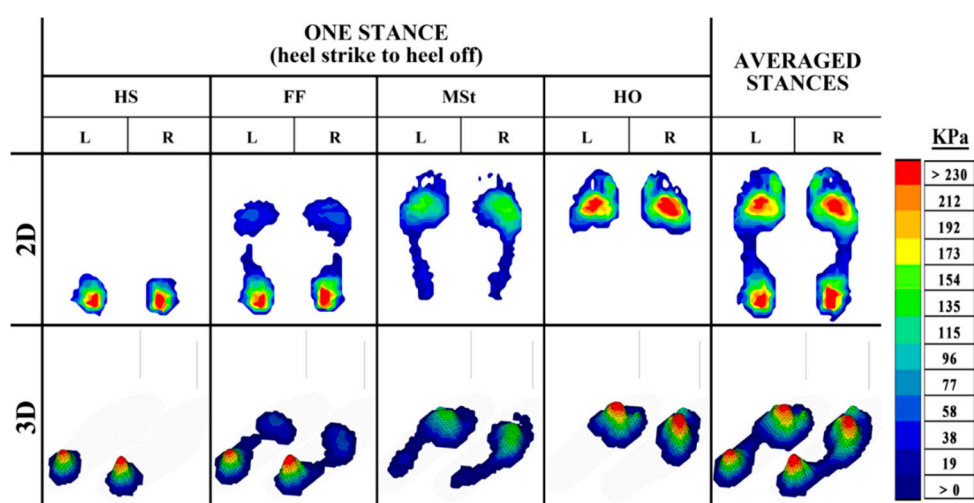 ONE STANCE
(heel strike to heel off)
AVERAGED
STANCES
HS FF MSt HO
L R L R L R L R L R
KPa
2D
> 230
212
192
173
154
135
115
96
77
58
38
19
> 0
3D